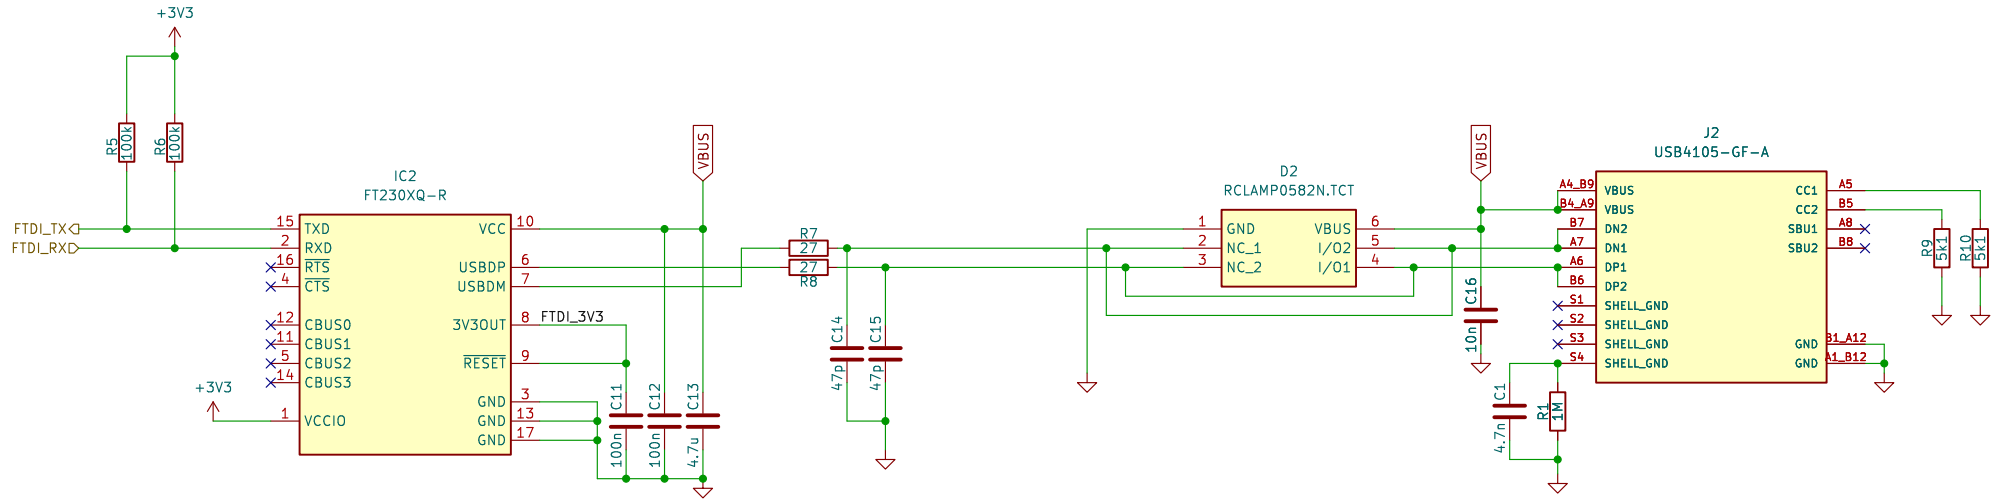 +3V3
R5
100k
R6
100k
FTDI_TX
FTDI_RX
+3V3
IC2
FT230XQ-R
15 TXD
2 RXD
16 RTS
4 CTS
12 CBUS0
11 CBUS1
5 CBUS2
14 CBUS3
1 VCCIO
VCC 10
USBDP 6
USBDM 7
3V3OUT 8
RESET 9
GND 3
GND 13
GND 17
FTDI_3V3
C11
100n
C12
100n
C13
4.7u
VBUS
R7
27
27
R8
C14
47p
C15
47p
D2
RCLAMP0582N.TCT
1 GND
2 NC_1
3 NC_2
VBUS 6
I/O2 5
I/O1 4
VBUS
C16
10n
C1
4.7n
R1
1M
J2
USB4105-GF-A
A4_B9 VBUS
B4_A9 VBUS
B7 DN2
A7 DN1
A6 DP1
B6 DP2
S1 SHELL_GND
S2 SHELL_GND
S3 SHELL_GND
S4 SHELL_GND
CC1 A5
CC2 B5
SBU1 A8
SBU2 B8
GND B1_A12
GND A1_B12
R9
5k1
R10
5k1